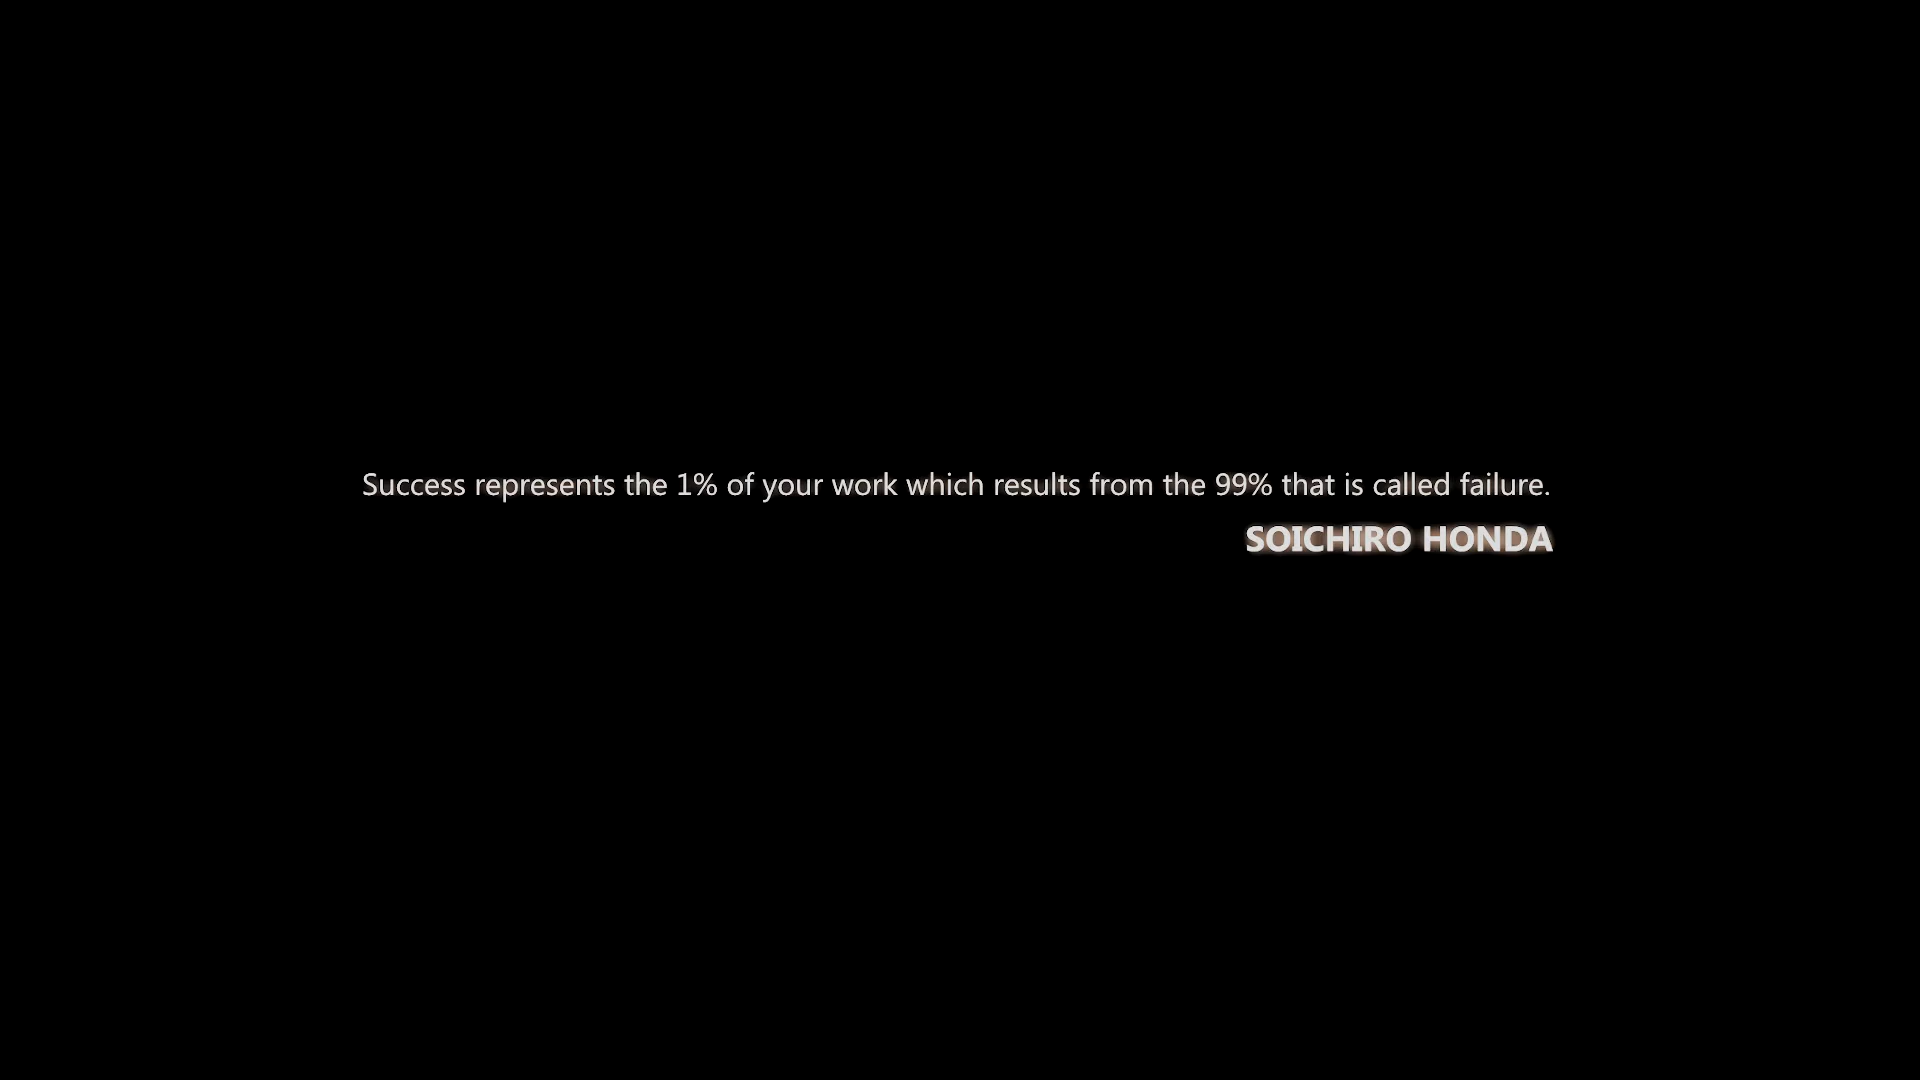 Success represents the 1% of your work which results from the 99% that is called failure.
SOICHIRO HONDA